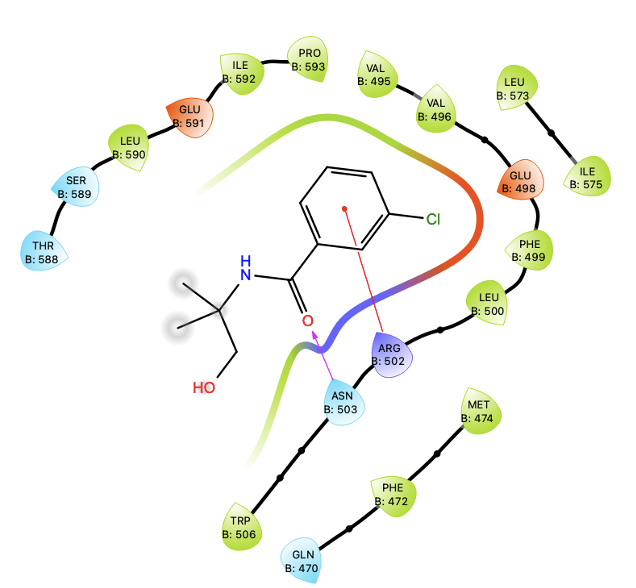 PRO
B: 593
ILE
B: 592
VAL
B: 495
LEU
B: 573
VAL
B: 496
GLU
B: 591
LEU
B: 590
SER
B: 589
GLU
B: 498
ILE
B: 575
THR
B: 588
Cl
PHE
B: 499
H
N
LEU
B: 500
O
ARG
B: 502
HO
ASN
B: 503
MET
B: 474
PHE
B: 472
TRP
B: 506
GLN
B: 470